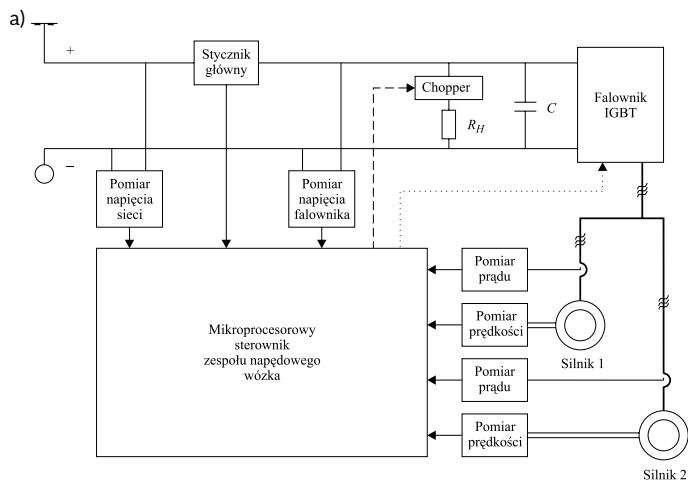 a)
+
Stycznik
główny
Chopper
R_H
C
Falownik
IGBT
–
Pomiar
napięcia
sieci
Pomiar
napięcia
falownika
Mikroprocesorowy
sterownik
zespołu napędowego
wózka
Pomiar
prądu
Pomiar
prędkości
Silnik 1
Pomiar
prądu
Pomiar
prędkości
Silnik 2